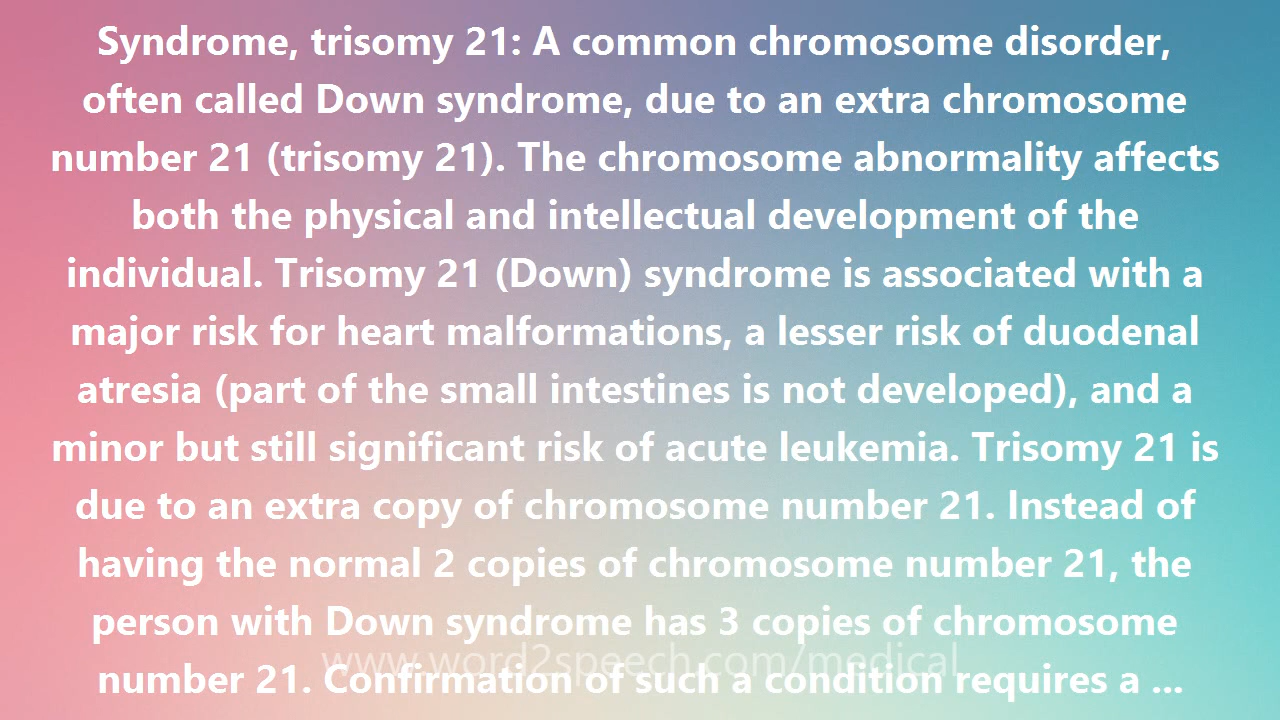 Syndrome, trisomy 21: A common chromosome disorder,
often called Down syndrome, due to an extra chromosome
number 21 (trisomy 21). The chromosome abnormality affects
both the physical and intellectual development of the
individual. Trisomy 21 (Down) syndrome is associated with a
major risk for heart malformations, a lesser risk of duodenal
atresia (part of the small intestines is not developed), and a
minor but still significant risk of acute leukemia. Trisomy 21 is
due to an extra copy of chromosome number 21. Instead of
having the normal 2 copies of chromosome number 21, the
person with Down syndrome has 3 copies of chromosome
www.word2speech.com/medical
number 21. Confirmation of such a condition requires a ...